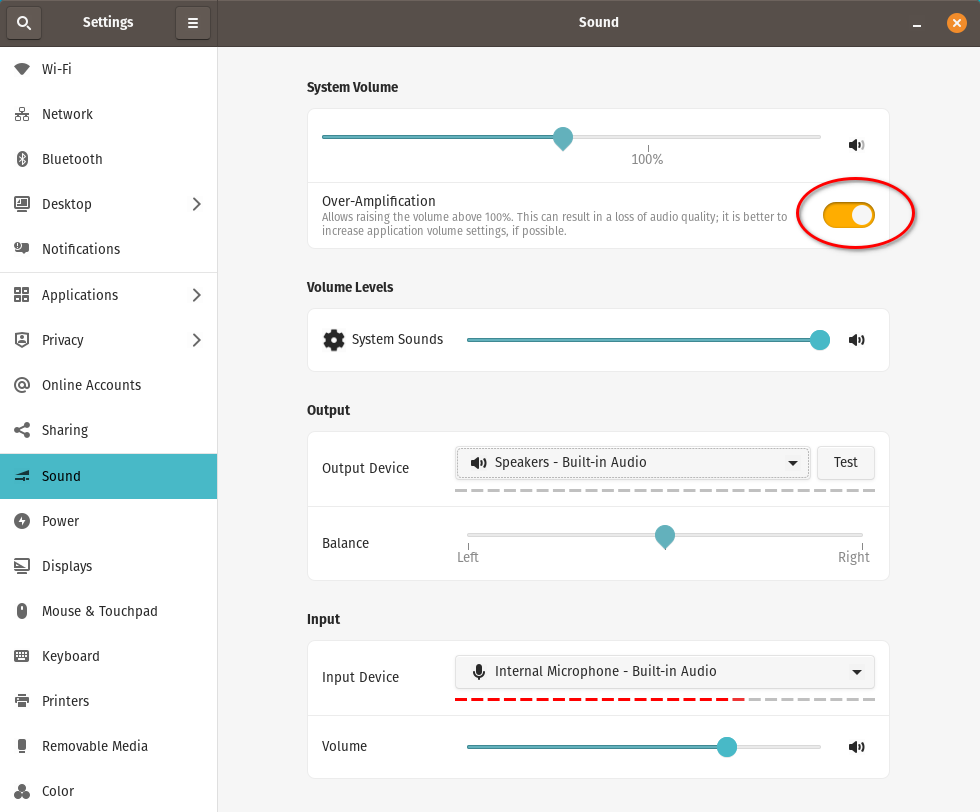 Settings
Sound
Wi-Fi
Network
Bluetooth
Desktop
Notifications
Applications
Privacy
Online Accounts
Sharing
Sound
Power
Displays
Mouse & Touchpad
Keyboard
Printers
Removable Media
Color
System Volume
100%
Over-Amplification
Allows raising the volume above 100%. This can result in a loss of audio quality; it is better to
increase application volume settings, if possible.
Volume Levels
System Sounds
Output
Output Device
Speakers - Built-in Audio
Test
Balance
Left
Right
Input
Input Device
Internal Microphone - Built-in Audio
Volume